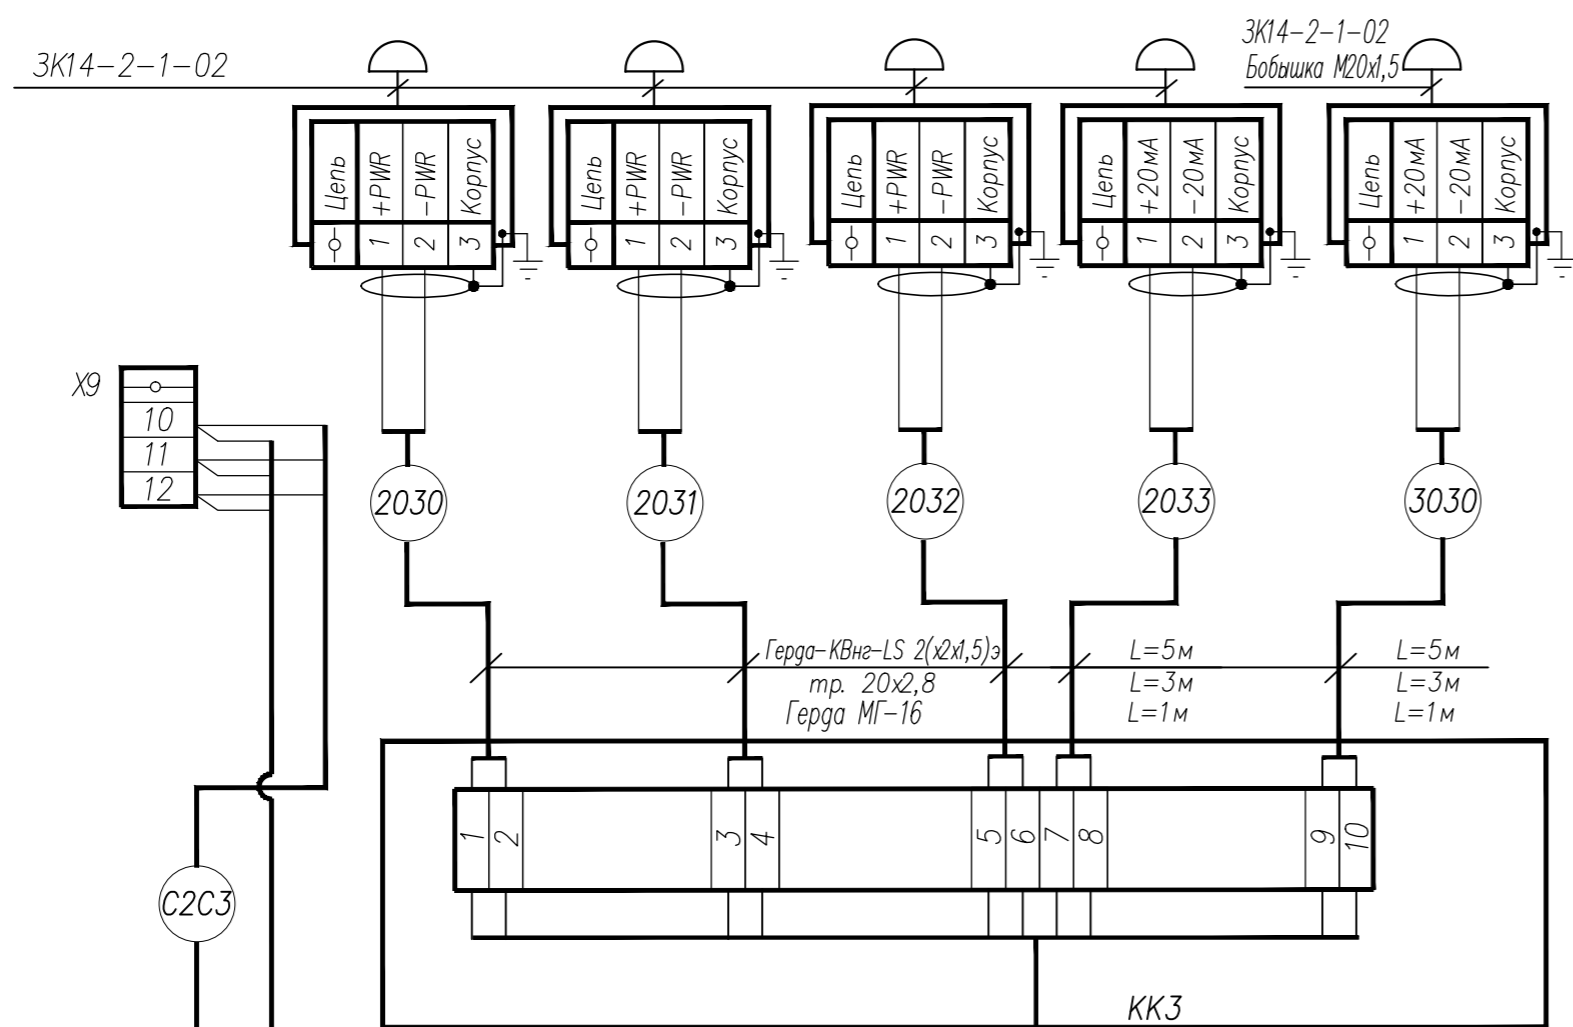 ЗК14-2-1-02
ЗК14-2-1-02
Бобышка М20х1,5
Цепь +PWR -PWR Корпус
1 2 3
Цепь +PWR -PWR Корпус
1 2 3
Цепь +PWR -PWR Корпус
1 2 3
Цепь +20мА -20мА Корпус
1 2 3
Цепь +20мА -20мА Корпус
1 2 3
Х9
10
11
12
2030 2031 2032 2033 3030
Герда-КВнг-LS 2(х2х1,5)э
тр. 20х2,8
Герда МГ-16
L=5м
L=3м
L=1м
L=5м
L=3м
L=1м
1 2 3 4 5 6 7 8 9 10
С2С3
КК3